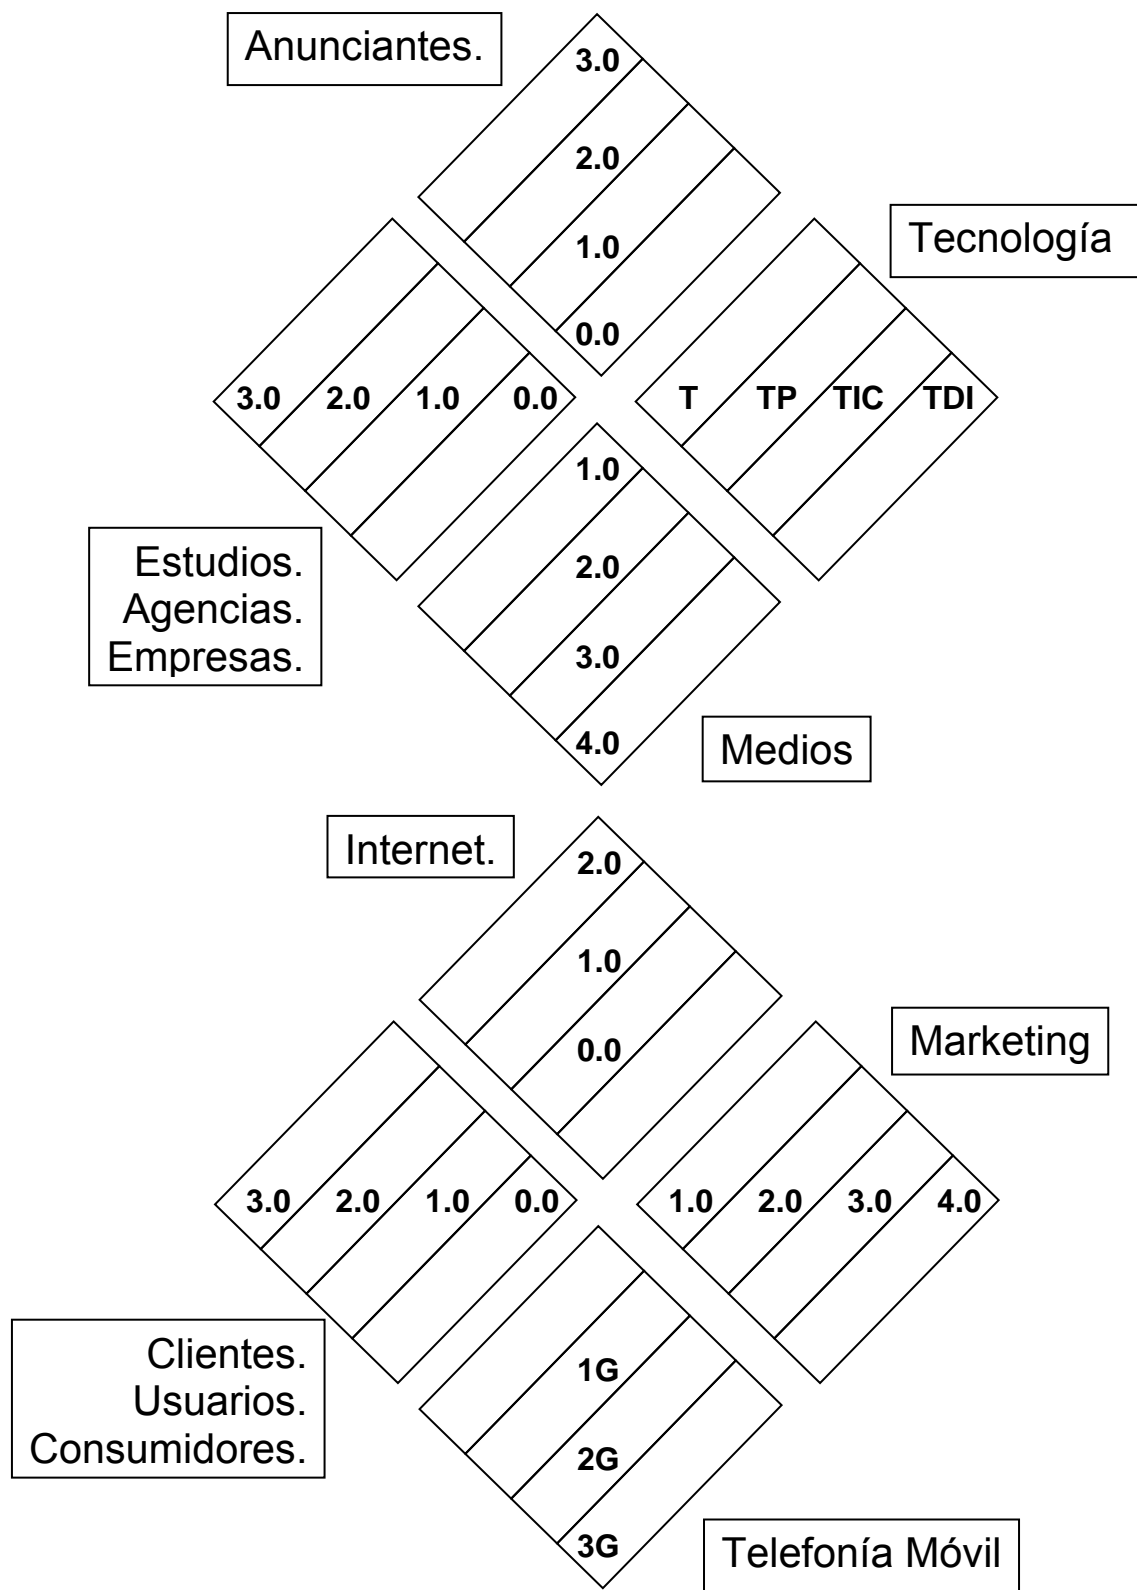 Anunciantes.
3.0
2.0
1.0
0.0
Tecnología
T TP TIC TDI
3.0 2.0 1.0 0.0
Estudios.
Agencias.
Empresas.
1.0
2.0
3.0
4.0
Medios
Internet.
2.0
1.0
0.0
Marketing
1.0 2.0 3.0 4.0
3.0 2.0 1.0 0.0
Clientes.
Usuarios.
Consumidores.
1G
2G
3G
Telefonía Móvil